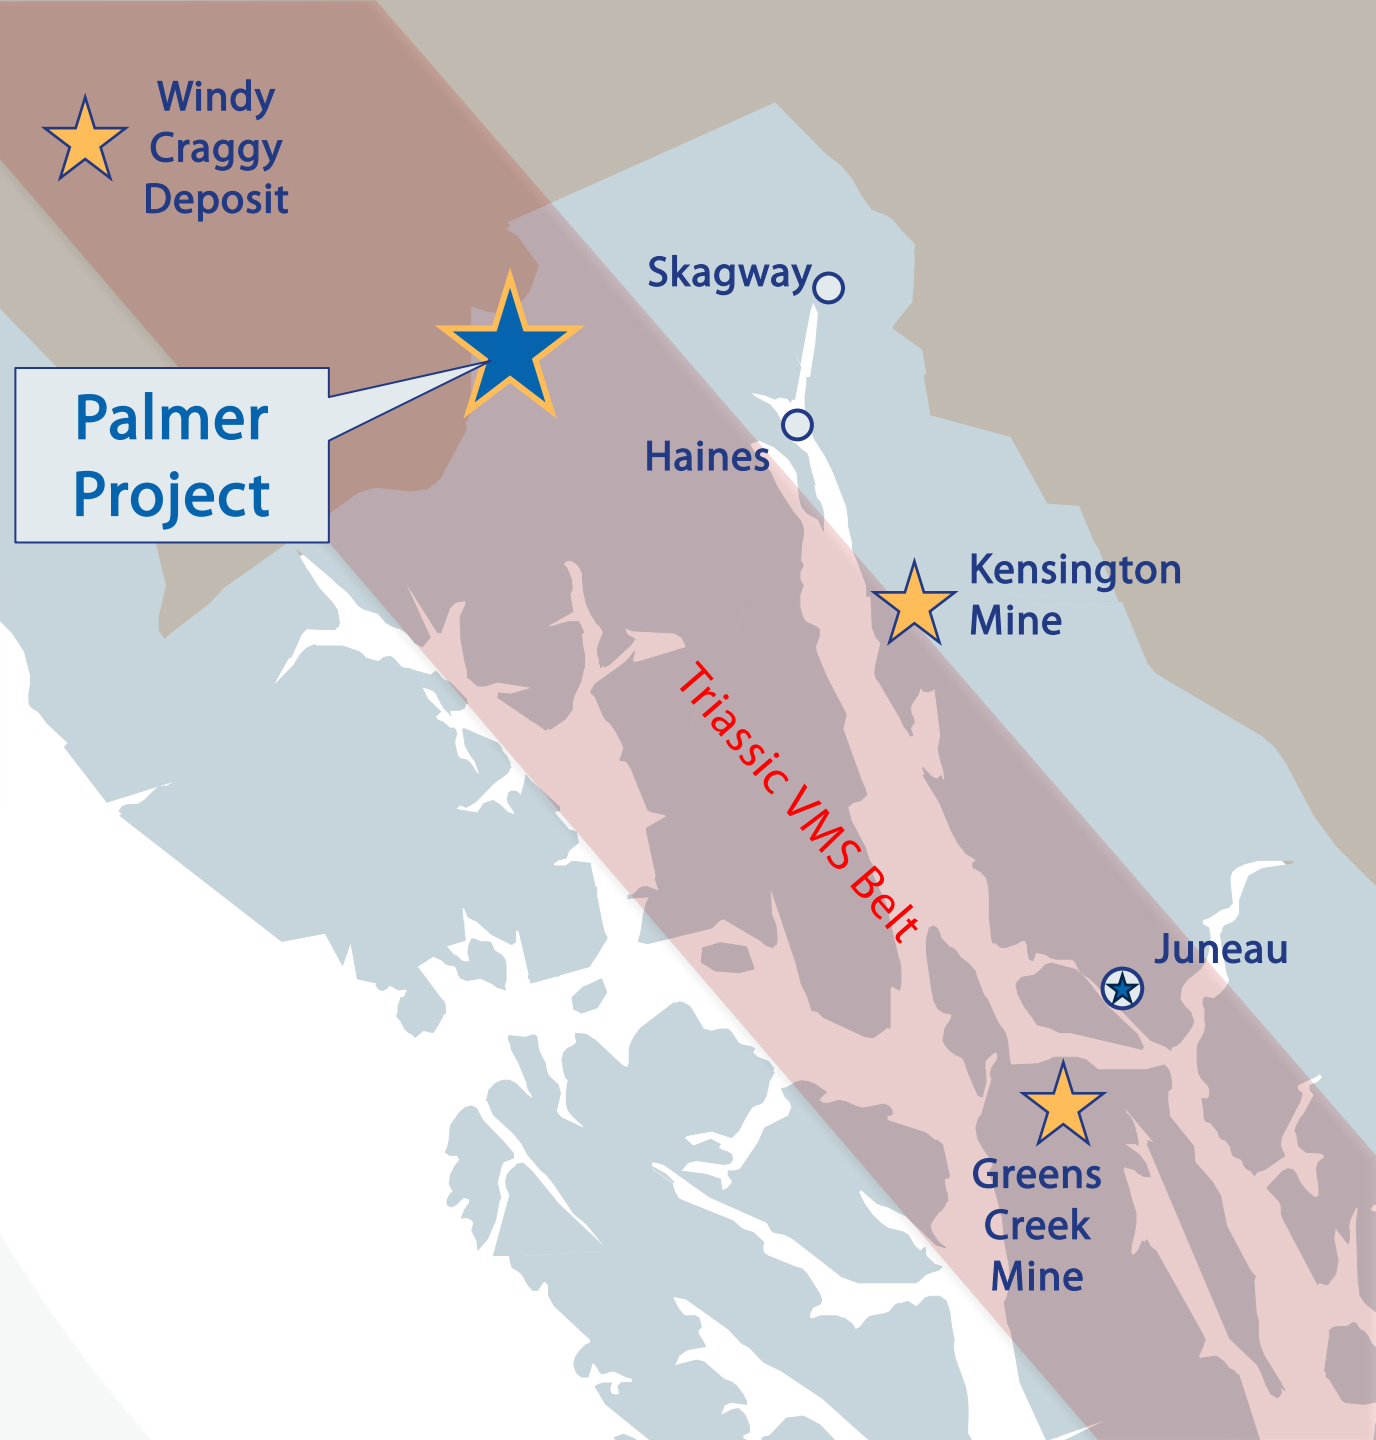 Windy
Craggy
Deposit
Skagway
Palmer
Project
Haines
Kensington
Mine
Triassic VMS Belt
Juneau
Greens
Creek
Mine